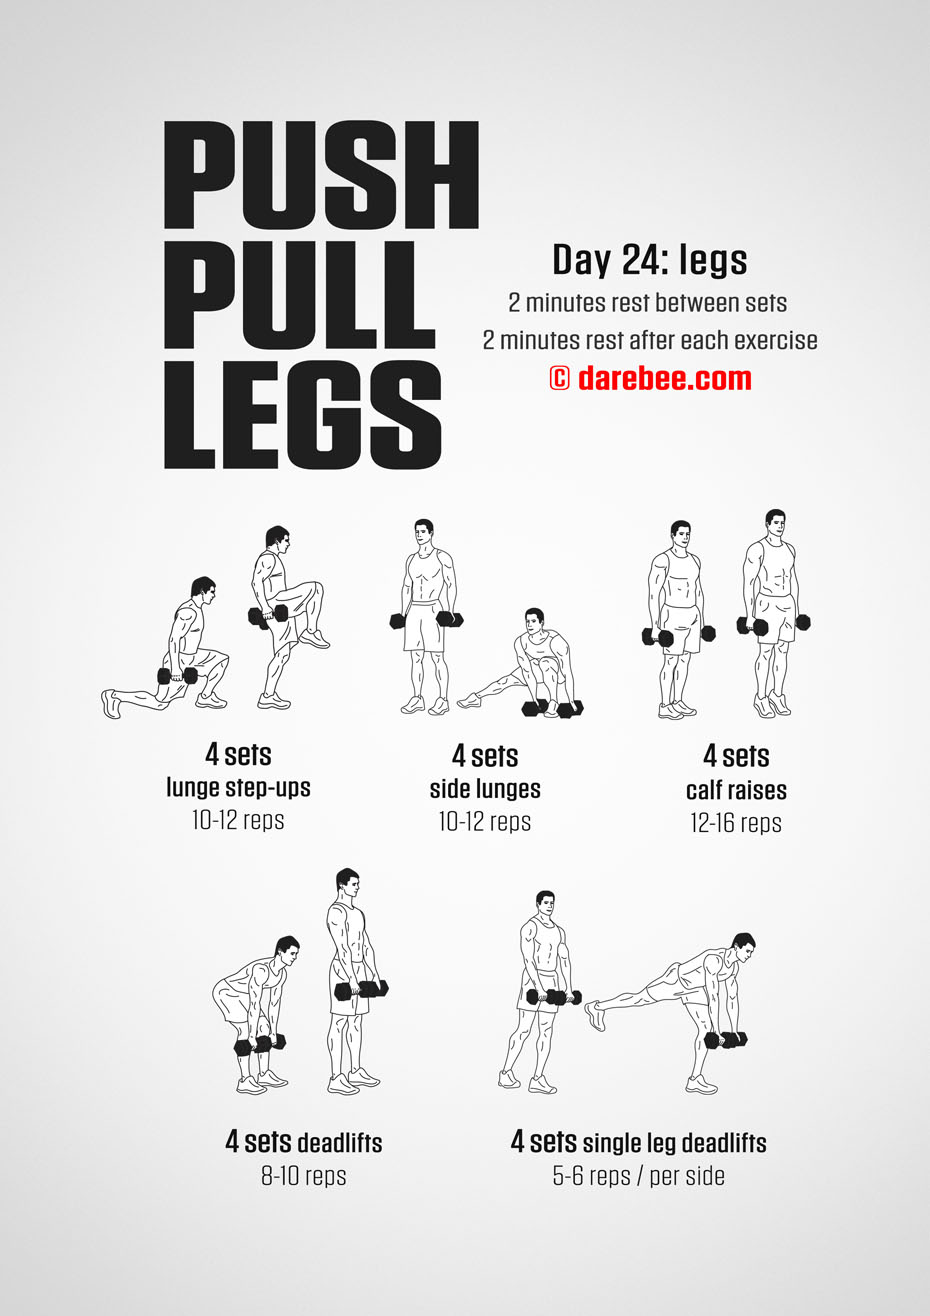 PUSH
PULL
LEGS
Day 24: legs
2 minutes rest between sets
2 minutes rest after each exercise
© darebee.com
4 sets
lunge step-ups
10-12 reps
4 sets
side lunges
10-12 reps
4 sets
calf raises
12-16 reps
4 sets deadlifts
8-10 reps
4 sets single leg deadlifts
5-6 reps / per side